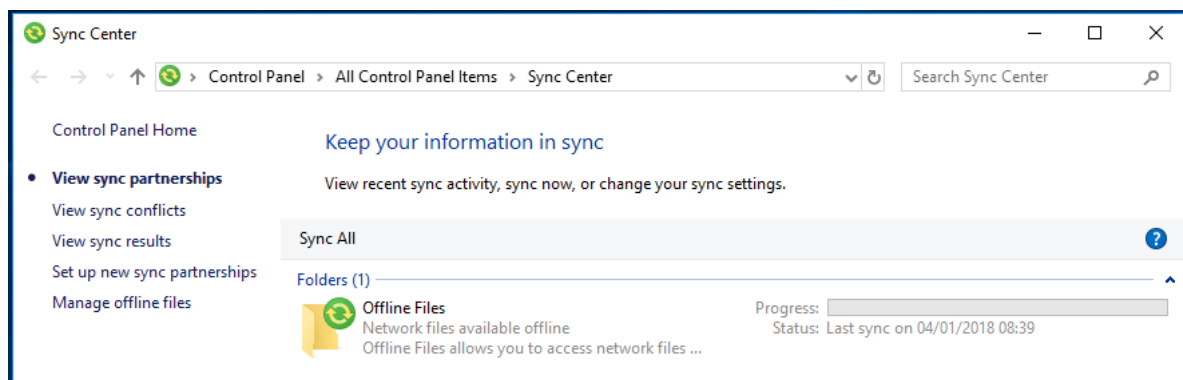 Sync Center
Control Panel > All Control Panel Items > Sync Center
Search Sync Center
Control Panel Home
View sync partnerships
View sync conflicts
View sync results
Set up new sync partnerships
Manage offline files
Keep your information in sync
View recent sync activity, sync now, or change your sync settings.
Sync All
?
Folders (1)
Offline Files
Network files available offline
Offline Files allows you to access network files ...
Progress:
Status: Last sync on 04/01/2018 08:39